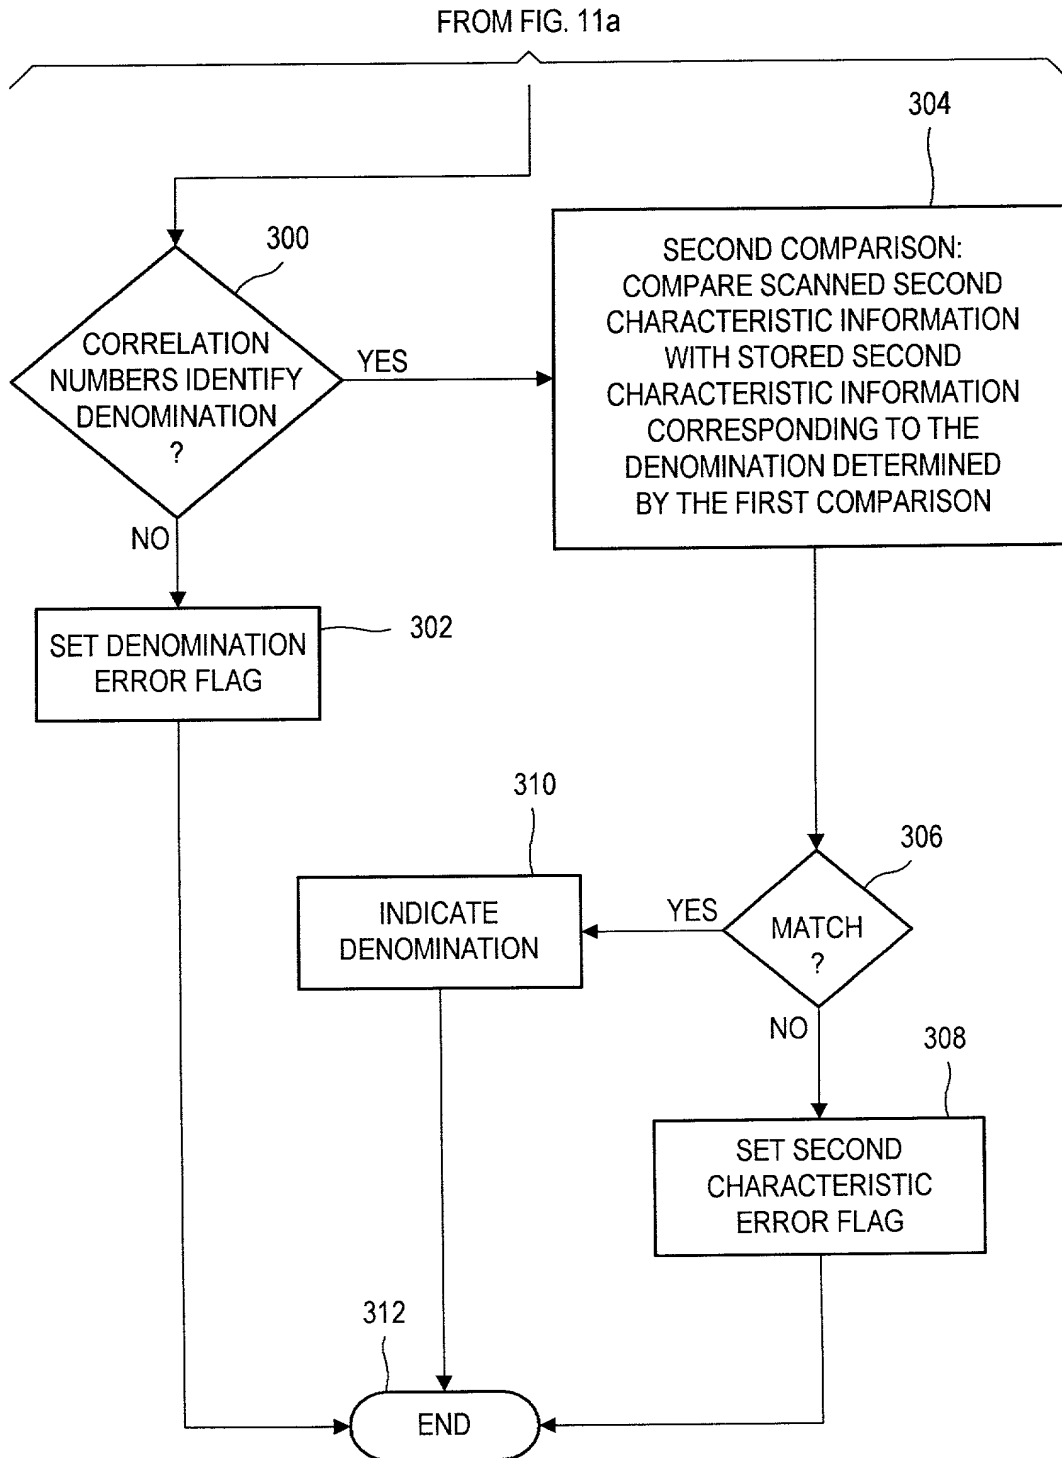 FROM FIG. 11a
304
300
SECOND COMPARISON:
COMPARE SCANNED SECOND
CHARACTERISTIC INFORMATION
WITH STORED SECOND
CHARACTERISTIC INFORMATION
CORRESPONDING TO THE
DENOMINATION DETERMINED
BY THE FIRST COMPARISON
CORRELATION
NUMBERS IDENTIFY
DENOMINATION
?
YES
NO
302
SET DENOMINATION
ERROR FLAG
310
306
INDICATE
DENOMINATION
YES
MATCH
?
NO
308
SET SECOND
CHARACTERISTIC
ERROR FLAG
312
END